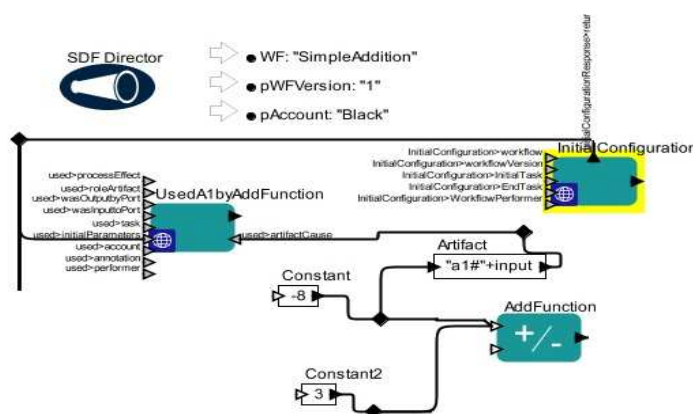 SDF Director
WF: "SimpleAddition"
pWFVersion: "1"
pAccount: "Black"
InitialConfigurationResponse>retur
InitialConfiguration
InitialConfiguration>workflow
InitialConfiguration>workflowVersion
InitialConfiguration>InitialTask
InitialConfiguration>EndTask
InitialConfiguration>WorkflowPerformer
used>processEffect
used>roleArtifact
used>wasOutputbyPort
used>wasInputtoPort
used>task
used>initialParameters
used>account
used>annotation
used>performer
UsedA1byAddFunction
used>artifactCause
Artifact
"a1#"+input
Constant
-8
AddFunction
+/-
Constant2
3